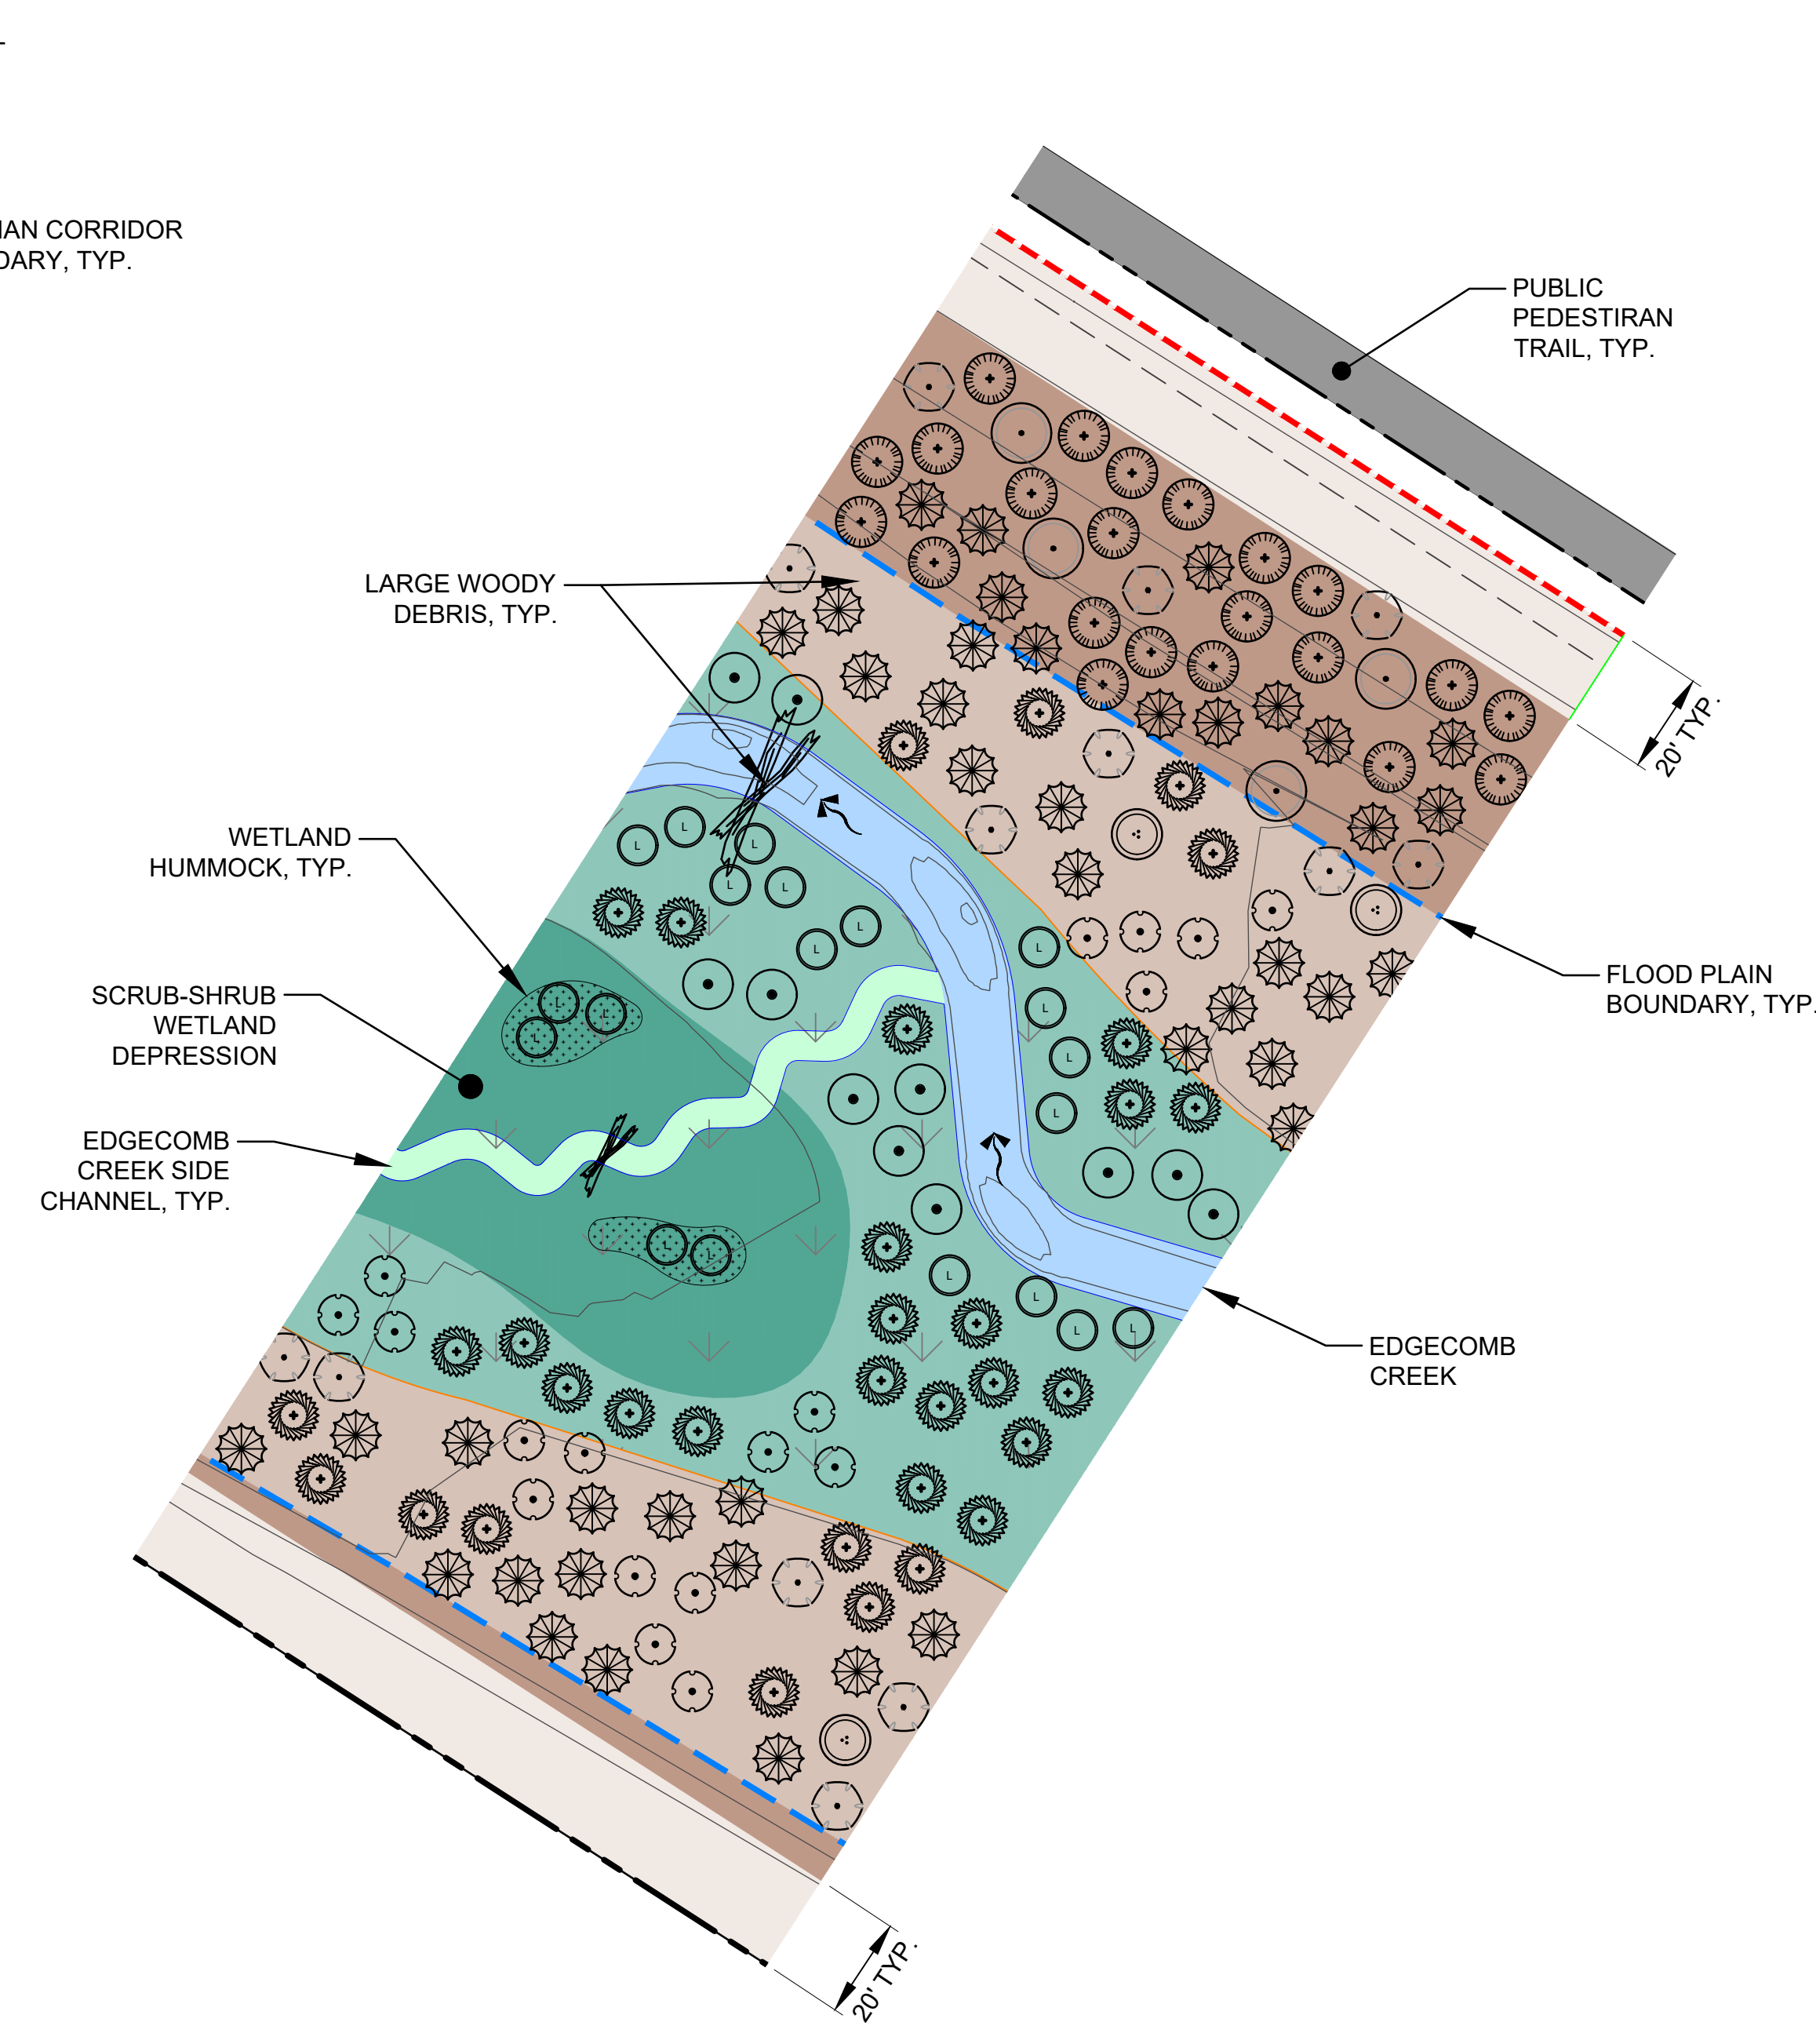 IAN CORRIDOR
DARY, TYP.
PUBLIC
PEDESTIRAN
TRAIL, TYP.
LARGE WOODY
DEBRIS, TYP.
20' TYP.
WETLAND
HUMMOCK, TYP.
L
L
L
L
L
L
L
L
SCRUB-SHRUB
WETLAND
DEPRESSION
FLOOD PLAIN
BOUNDARY, TYP.
L
L
L
L
L
L
EDGECOMB
CREEK SIDE
CHANNEL, TYP.
L
L
L
L
L
L
EDGECOMB
CREEK
20' TYP.